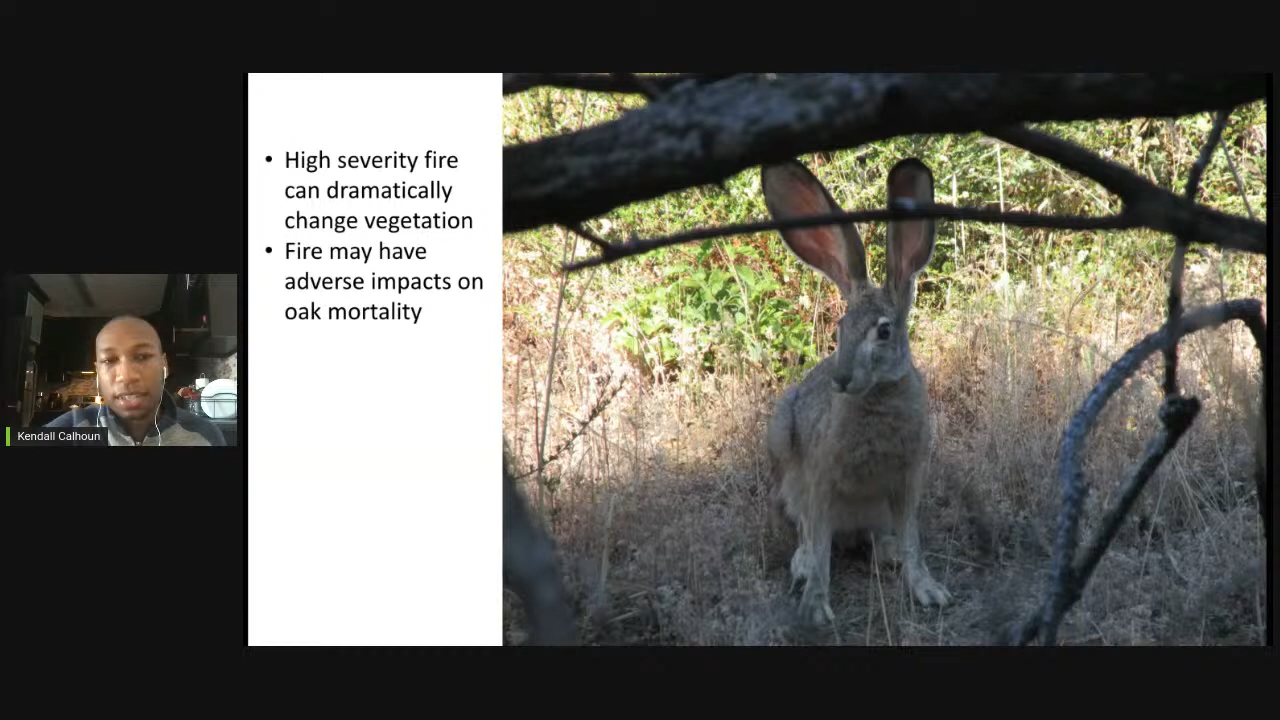 • High severity fire
can dramatically
change vegetation
• Fire may have
adverse impacts on
oak mortality
Kendall Calhoun